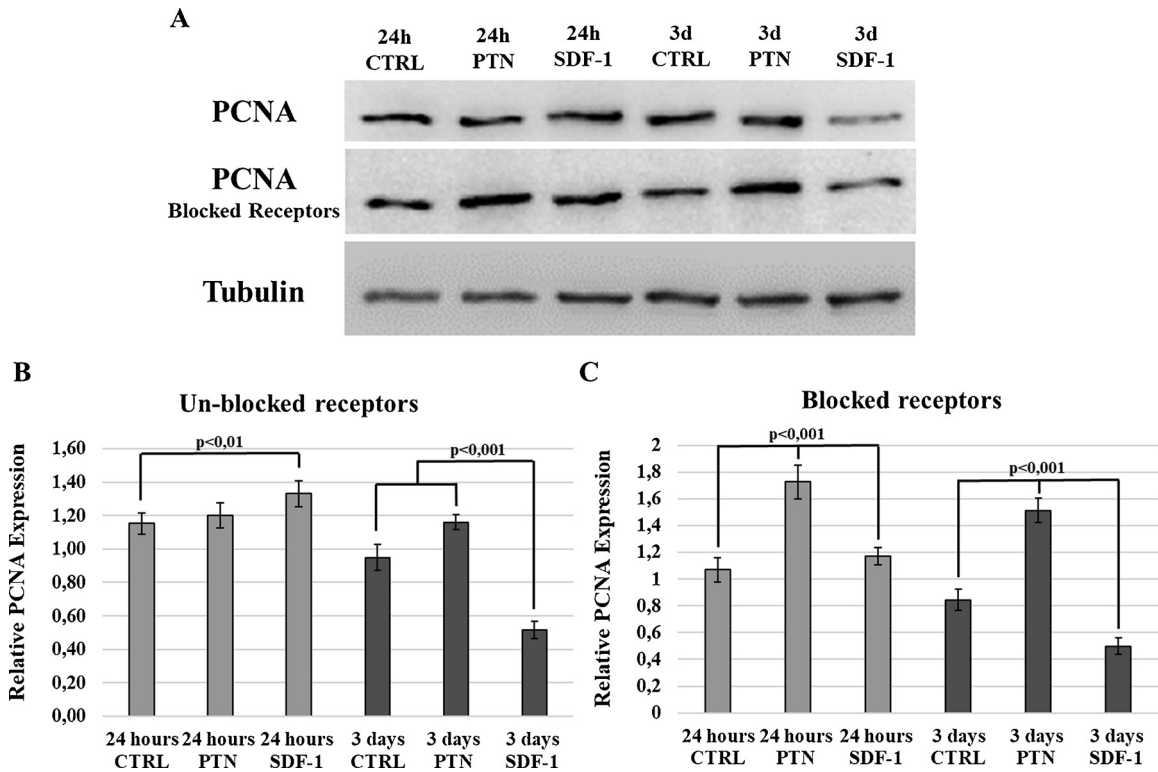 A
24h 24h 24h 3d 3d 3d
CTRL PTN SDF-1 CTRL PTN SDF-1
PCNA
PCNA
Blocked Receptors
Tubulin
B
Un-blocked receptors
Relative PCNA Expression
1,60
1,40
1,20
1,00
0,80
0,60
0,40
0,20
0,00
p<0,01
p<0,001
24 hours 24 hours 24 hours 3 days 3 days 3 days
CTRL PTN SDF-1 CTRL PTN SDF-1
C
Blocked receptors
Relative PCNA Expression
2
1,8
1,6
1,4
1,2
1
0,8
0,6
0,4
0,2
0
p<0,001
p<0,001
24 hours 24 hours 24 hours 3 days 3 days 3 days
CTRL PTN SDF-1 CTRL PTN SDF-1